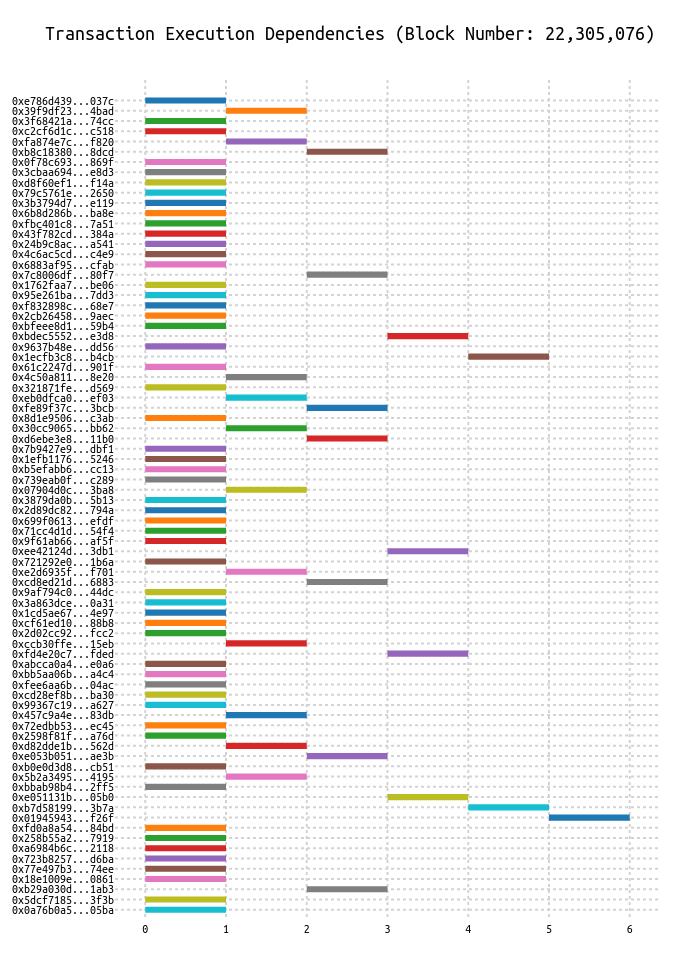 Transaction Execution Dependencies (Block Number: 22,305,076)
0xe786d439...037c
0x39f9df23...4bad
0x3f68421a...74cc
0xc2cf6d1c...c518
0xfa874e7c...f820
0xb8c18380...8dcd
0x0f78c693...869f
0x3cbaa694...e8d3
0xd8f60ef1...f14a
0x79c5761e...2650
0x3b3794d7...e119
0x6b8d286b...ba8e
0xfbc401c8...7a51
0x43f782cd...384a
0x24b9c8ac...a541
0x4c6ac5cd...c4e9
0x6883af95...cfab
0x7c8006df...80f7
0x1762faa7...be06
0x95e261ba...7dd3
0xf832898c...68e7
0x2cb26458...9aec
0xbfeee8d1...59b4
0xbdec5552...e3d8
0x9637b48e...dd56
0x1ecfb3c8...b4cb
0x61c2247d...901f
0x4c50a811...8e20
0x321871fe...d569
0xeb0dfca0...ef03
0xfe89f37c...3bcb
0x8d1e9506...c3ab
0x30cc9065...bb62
0xd6ebe3e8...11b0
0x7b9427e9...dbf1
0x1efb1176...5246
0xb5efabb6...cc13
0x739eab0f...c289
0x07904d0c...3ba8
0x3879da0b...5b13
0x2d89dc82...794a
0x699f0613...efdf
0x71cc4d1d...54f4
0x9f61ab66...af5f
0xee42124d...3db1
0x721292e0...1b6a
0xe2d6935f...f701
0xcd8ed21d...6883
0x9af794c0...44dc
0x3a863dce...0a31
0x1cd5ae67...4e97
0xcf61ed10...88b8
0x2d02cc92...fcc2
0xccb30ffe...15eb
0xfd4e20c7...fded
0xabcca0a4...e0a6
0xbb5aa06b...a4c4
0xfee6aa6b...04ac
0xcd28ef8b...ba30
0x99367c19...a627
0x457c9a4e...83db
0x72edbb53...ec45
0x2598f81f...a76d
0xd82dde1b...562d
0xe053b051...ae3b
0xb0e0d3d8...cb51
0x5b2a3495...4195
0xbbab98b4...2ff5
0xe051131b...05b0
0xb7d58199...3b7a
0x01945943...f26f
0xfd0a8a54...84bd
0x258b55a2...7919
0xa6984b6c...2118
0x723b8257...d6ba
0x77e497b3...74ee
0x18e1009e...0861
0xb29a030d...1ab3
0x5dcf7185...3f3b
0x0a76b0a5...05ba
0 1 2 3 4 5 6